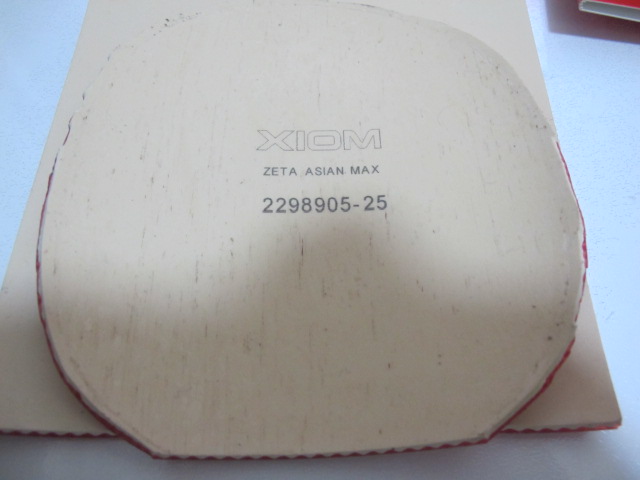 XIOM
ZETA ASIAN MAX
2298905-25